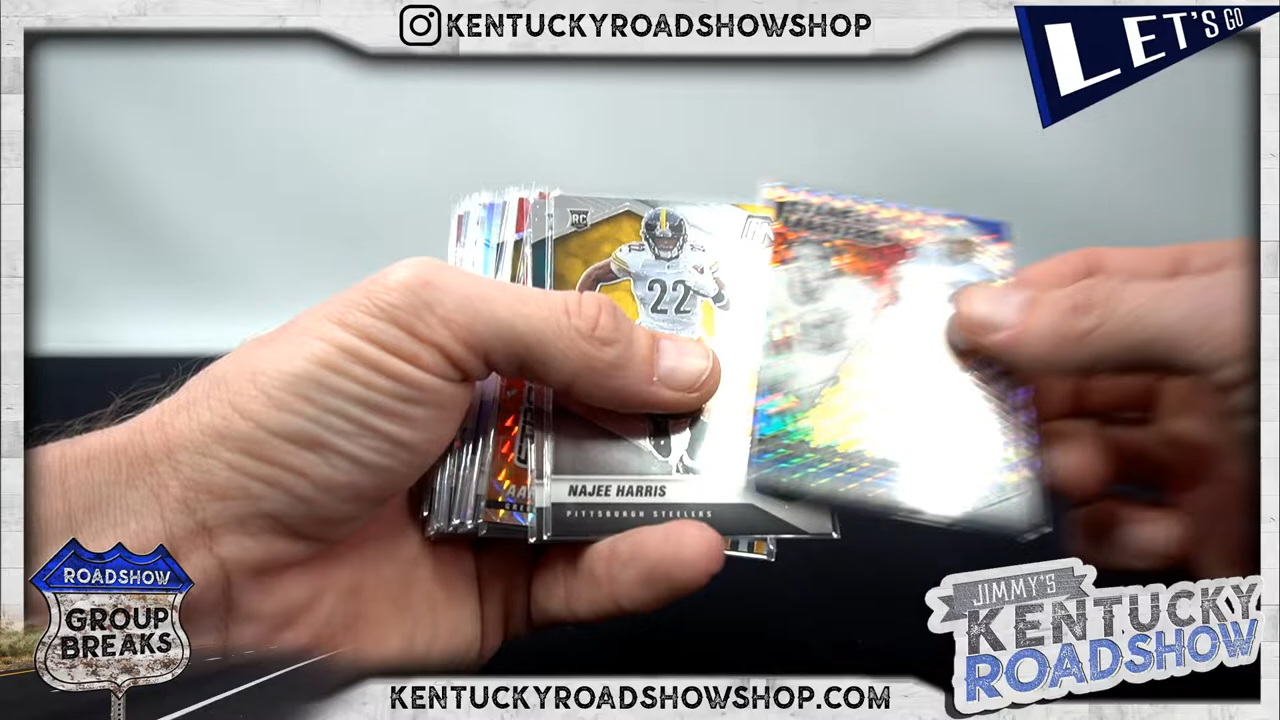 KENTUCKYROADSHOWSHOP
LET'S GO
RC
22
NAJEE HARRIS
PITTSBURGH STEELERS
ROADSHOW
GROUP
BREAKS
JIMMY'S
KENTUCKY
ROADSHOW
KENTUCKYROADSHOWSHOP.COM